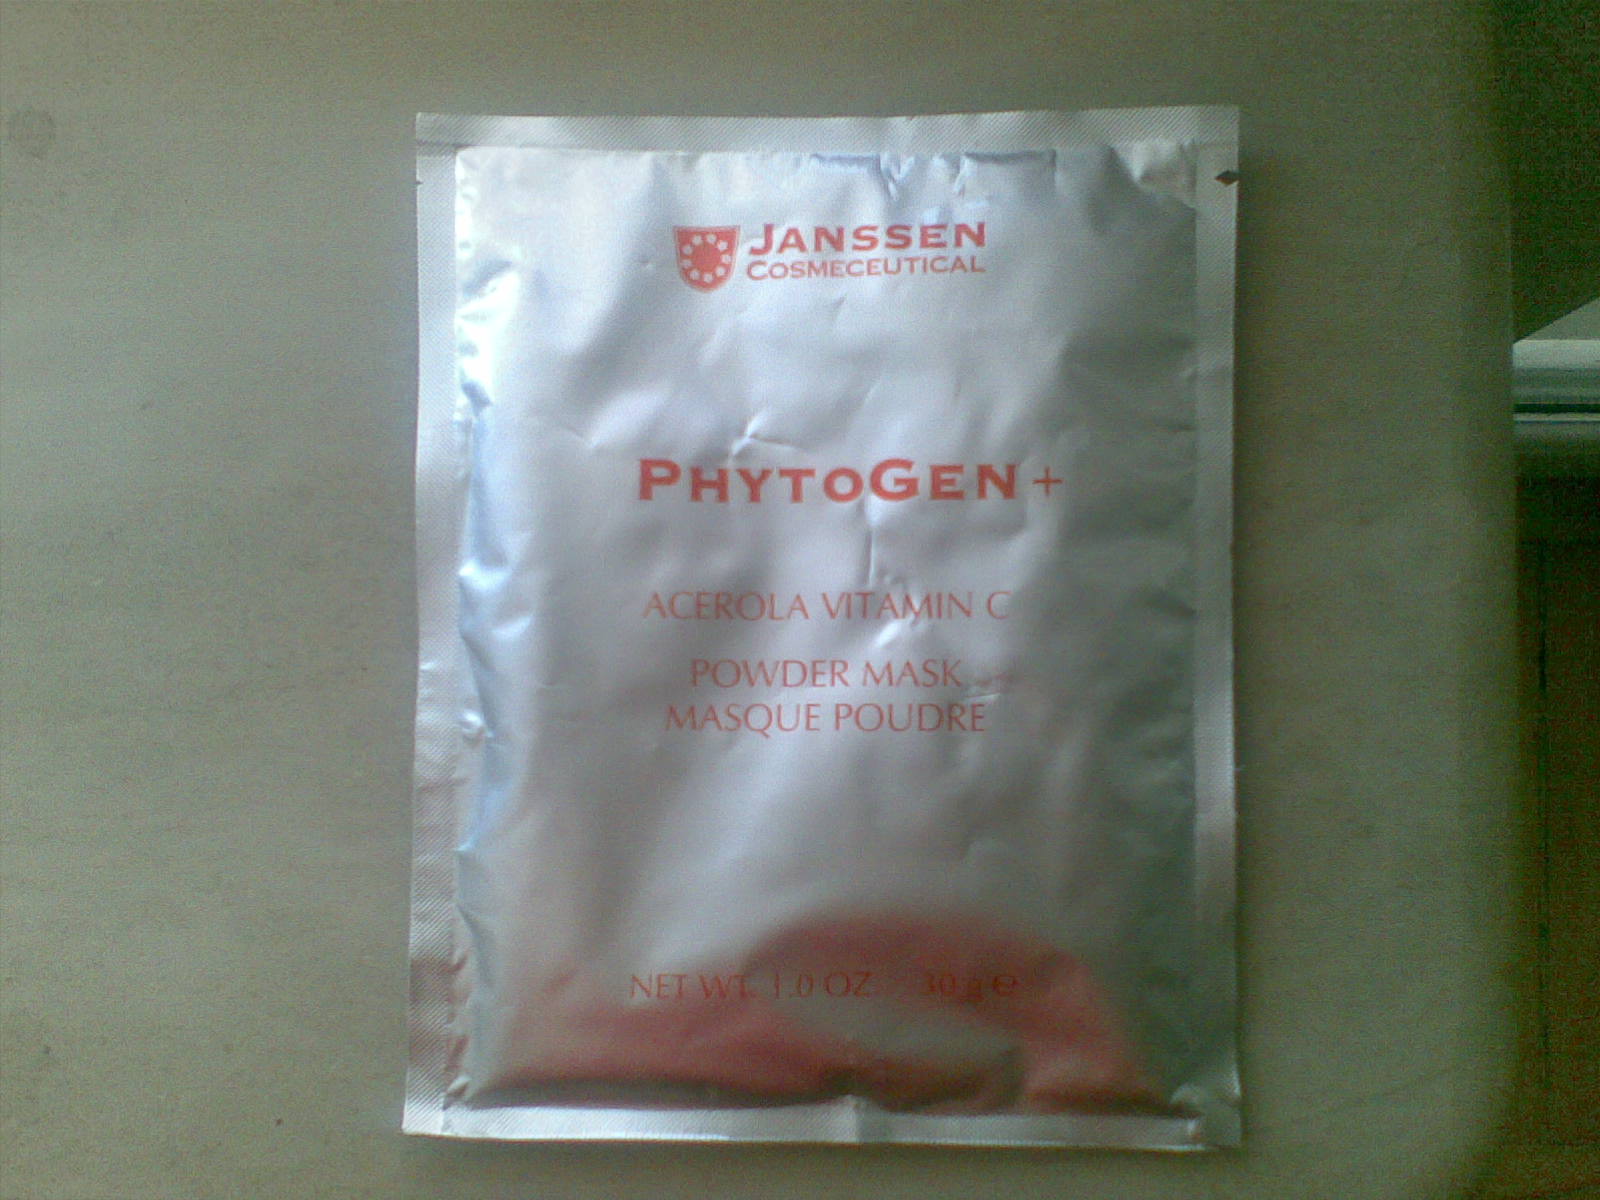 JANSSEN
COSMECEUTICAL
PHYTOGEN+
ACEROLA VITAMIN C
POWDER MASK
MASQUE POUDRE
NET WT. 1.0 OZ 30 g ℮